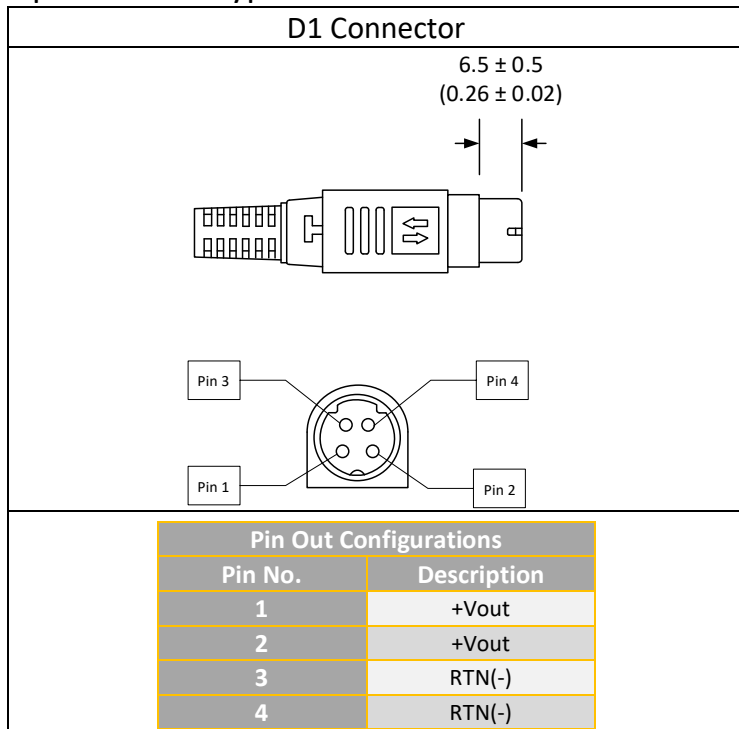 D1 Connector
6.5 ± 0.5
(0.26 ± 0.02)
Pin 3
Pin 4
Pin 1
Pin 2
Pin Out Configurations
Pin No. Description
1 +Vout
2 +Vout
3 RTN(-)
4 RTN(-)